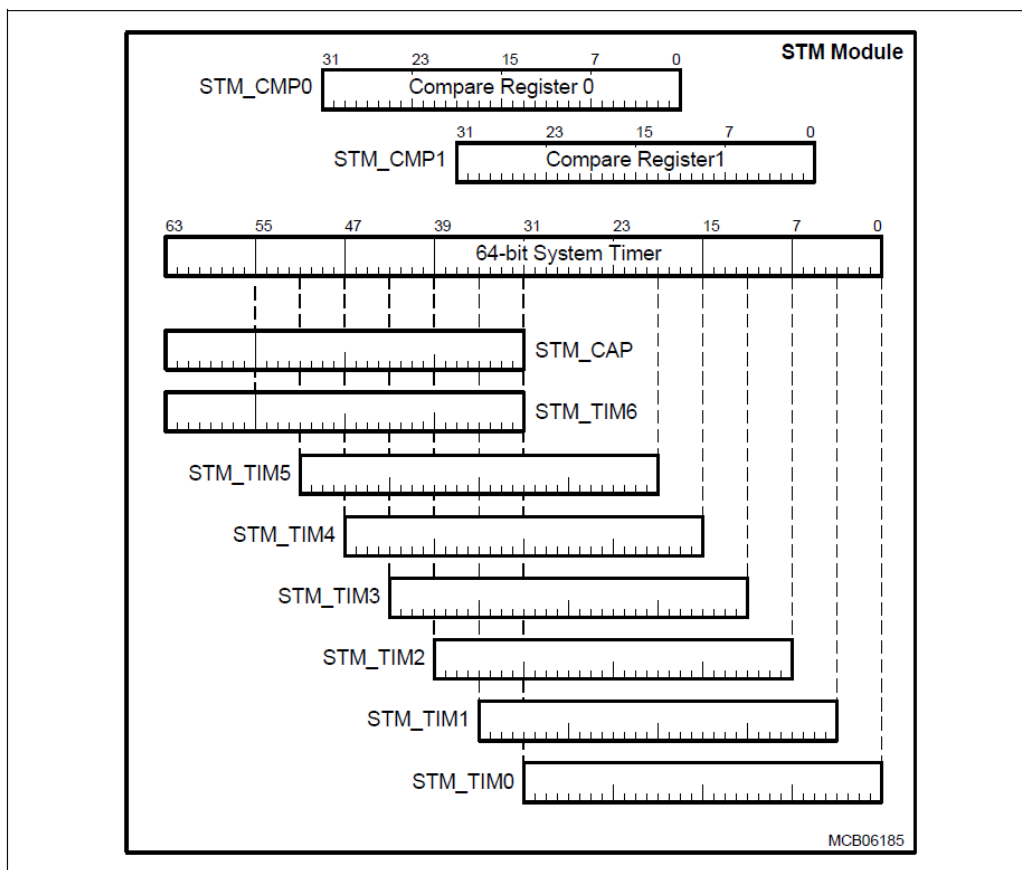 STM Module
31 23 15 7 0
STM_CMP0 Compare Register 0
31 23 15 7 0
STM_CMP1 Compare Register1
63 55 47 39 31 23 15 7 0
64-bit System Timer
STM_CAP
STM_TIM6
STM_TIM5
STM_TIM4
STM_TIM3
STM_TIM2
STM_TIM1
STM_TIM0
MCB06185